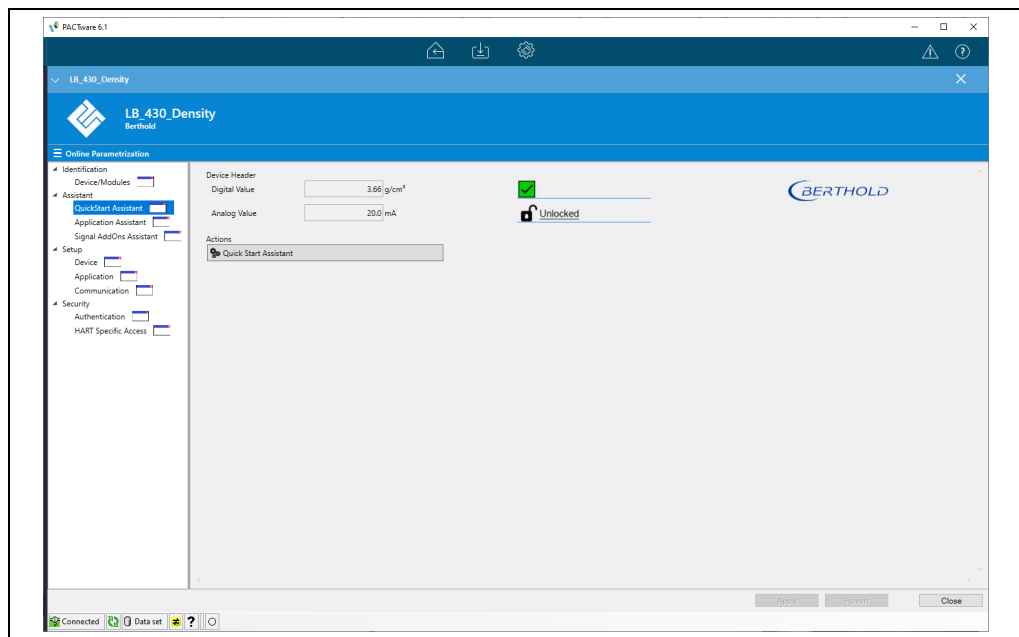 PACTware 6.1
LB_430_Density
LB_430_Density
Berthold
Online Parametrization
Identification
Device/Modules
Assistant
QuickStart Assistant
Application Assistant
Signal AddOns Assistant
Setup
Device
Application
Communication
Security
Authentication
HART Specific Access
Device Header
Digital Value 3.66 g/cm³
Analog Value 20.0 mA
Unlocked
BERTHOLD
Actions
Quick Start Assistant
Apply Revert Close
Connected Data set ≠ ?